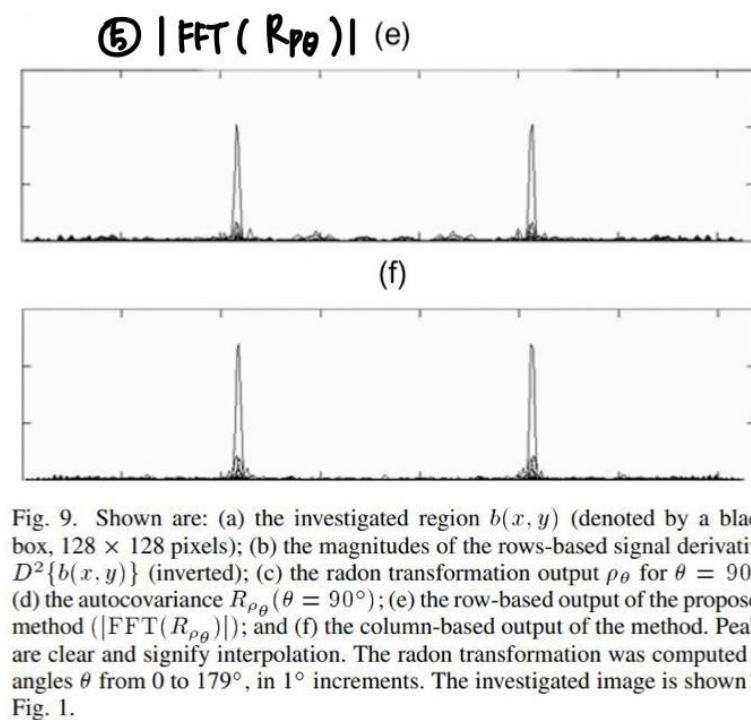 ⑤ | FFT ( Rρθ ) | (e)
(f)
Fig. 9. Shown are: (a) the investigated region b(x, y) (denoted by a
box, 128 × 128 pixels); (b) the magnitudes of the rows-based signal
D²{b(x, y)} (inverted); (c) the radon transformation output ρθ for θ = 90
(d) the autocovariance Rρθ(θ = 90°); (e) the row-based output of the
method (|FFT(Rρθ)|); and (f) the column-based output of the method.
are clear and signify interpolation. The radon transformation was computed
angles θ from 0 to 179°, in 1° increments. The investigated image is shown
Fig. 1.